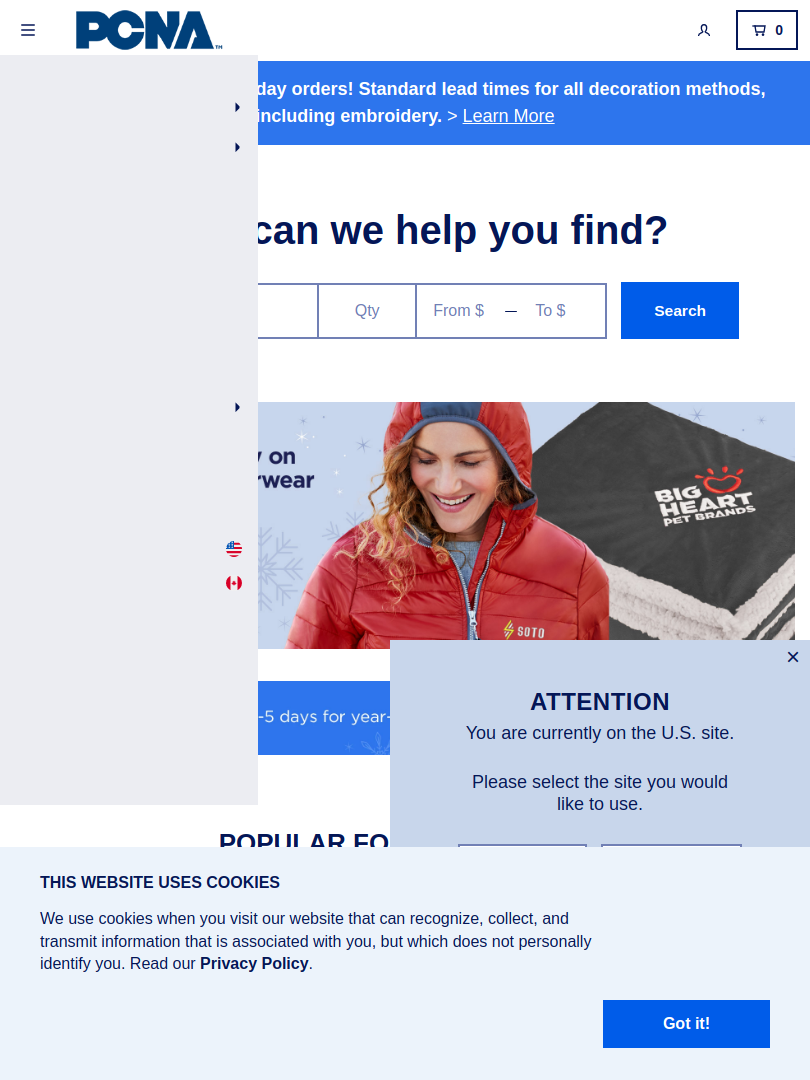 PCNA™
0
day orders! Standard lead times for all decoration methods,
including embroidery. > Learn More
can we help you find?
Qty
From $ — To $
Search
y on
rwear
BIG
HEART
PET BRANDS
SOTO
-5 days for year-
×
ATTENTION
You are currently on the U.S. site.
Please select the site you would
like to use.
POPULAR FO
THIS WEBSITE USES COOKIES
We use cookies when you visit our website that can recognize, collect, and
transmit information that is associated with you, but which does not personally
identify you. Read our Privacy Policy.
Got it!